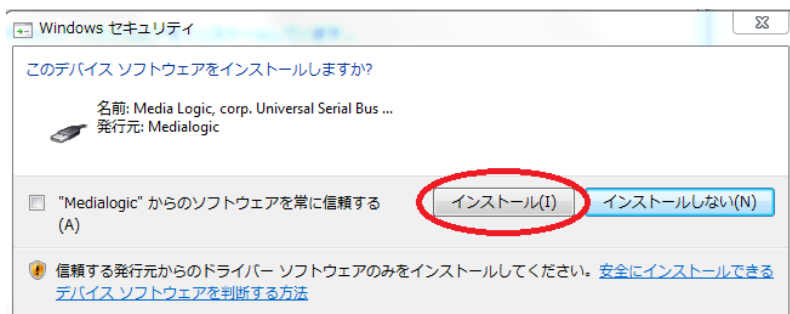 Windows セキュリティ
このデバイス ソフトウェアをインストールしますか?
名前: Media Logic, corp. Universal Serial Bus ...
発行元: Medialogic
"Medialogic" からのソフトウェアを常に信頼する
(A)
インストール(I)
インストールしない(N)
信頼する発行元からのドライバー ソフトウェアのみをインストールしてください。安全にインストールできる
デバイス ソフトウェアを判断する方法